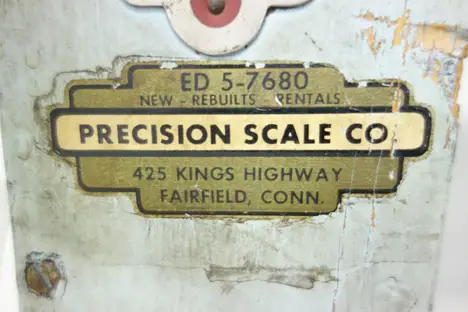 ED 5-7680
NEW - REBUILTS - RENTALS
PRECISION SCALE CO.
425 KINGS HIGHWAY
FAIRFIELD, CONN.